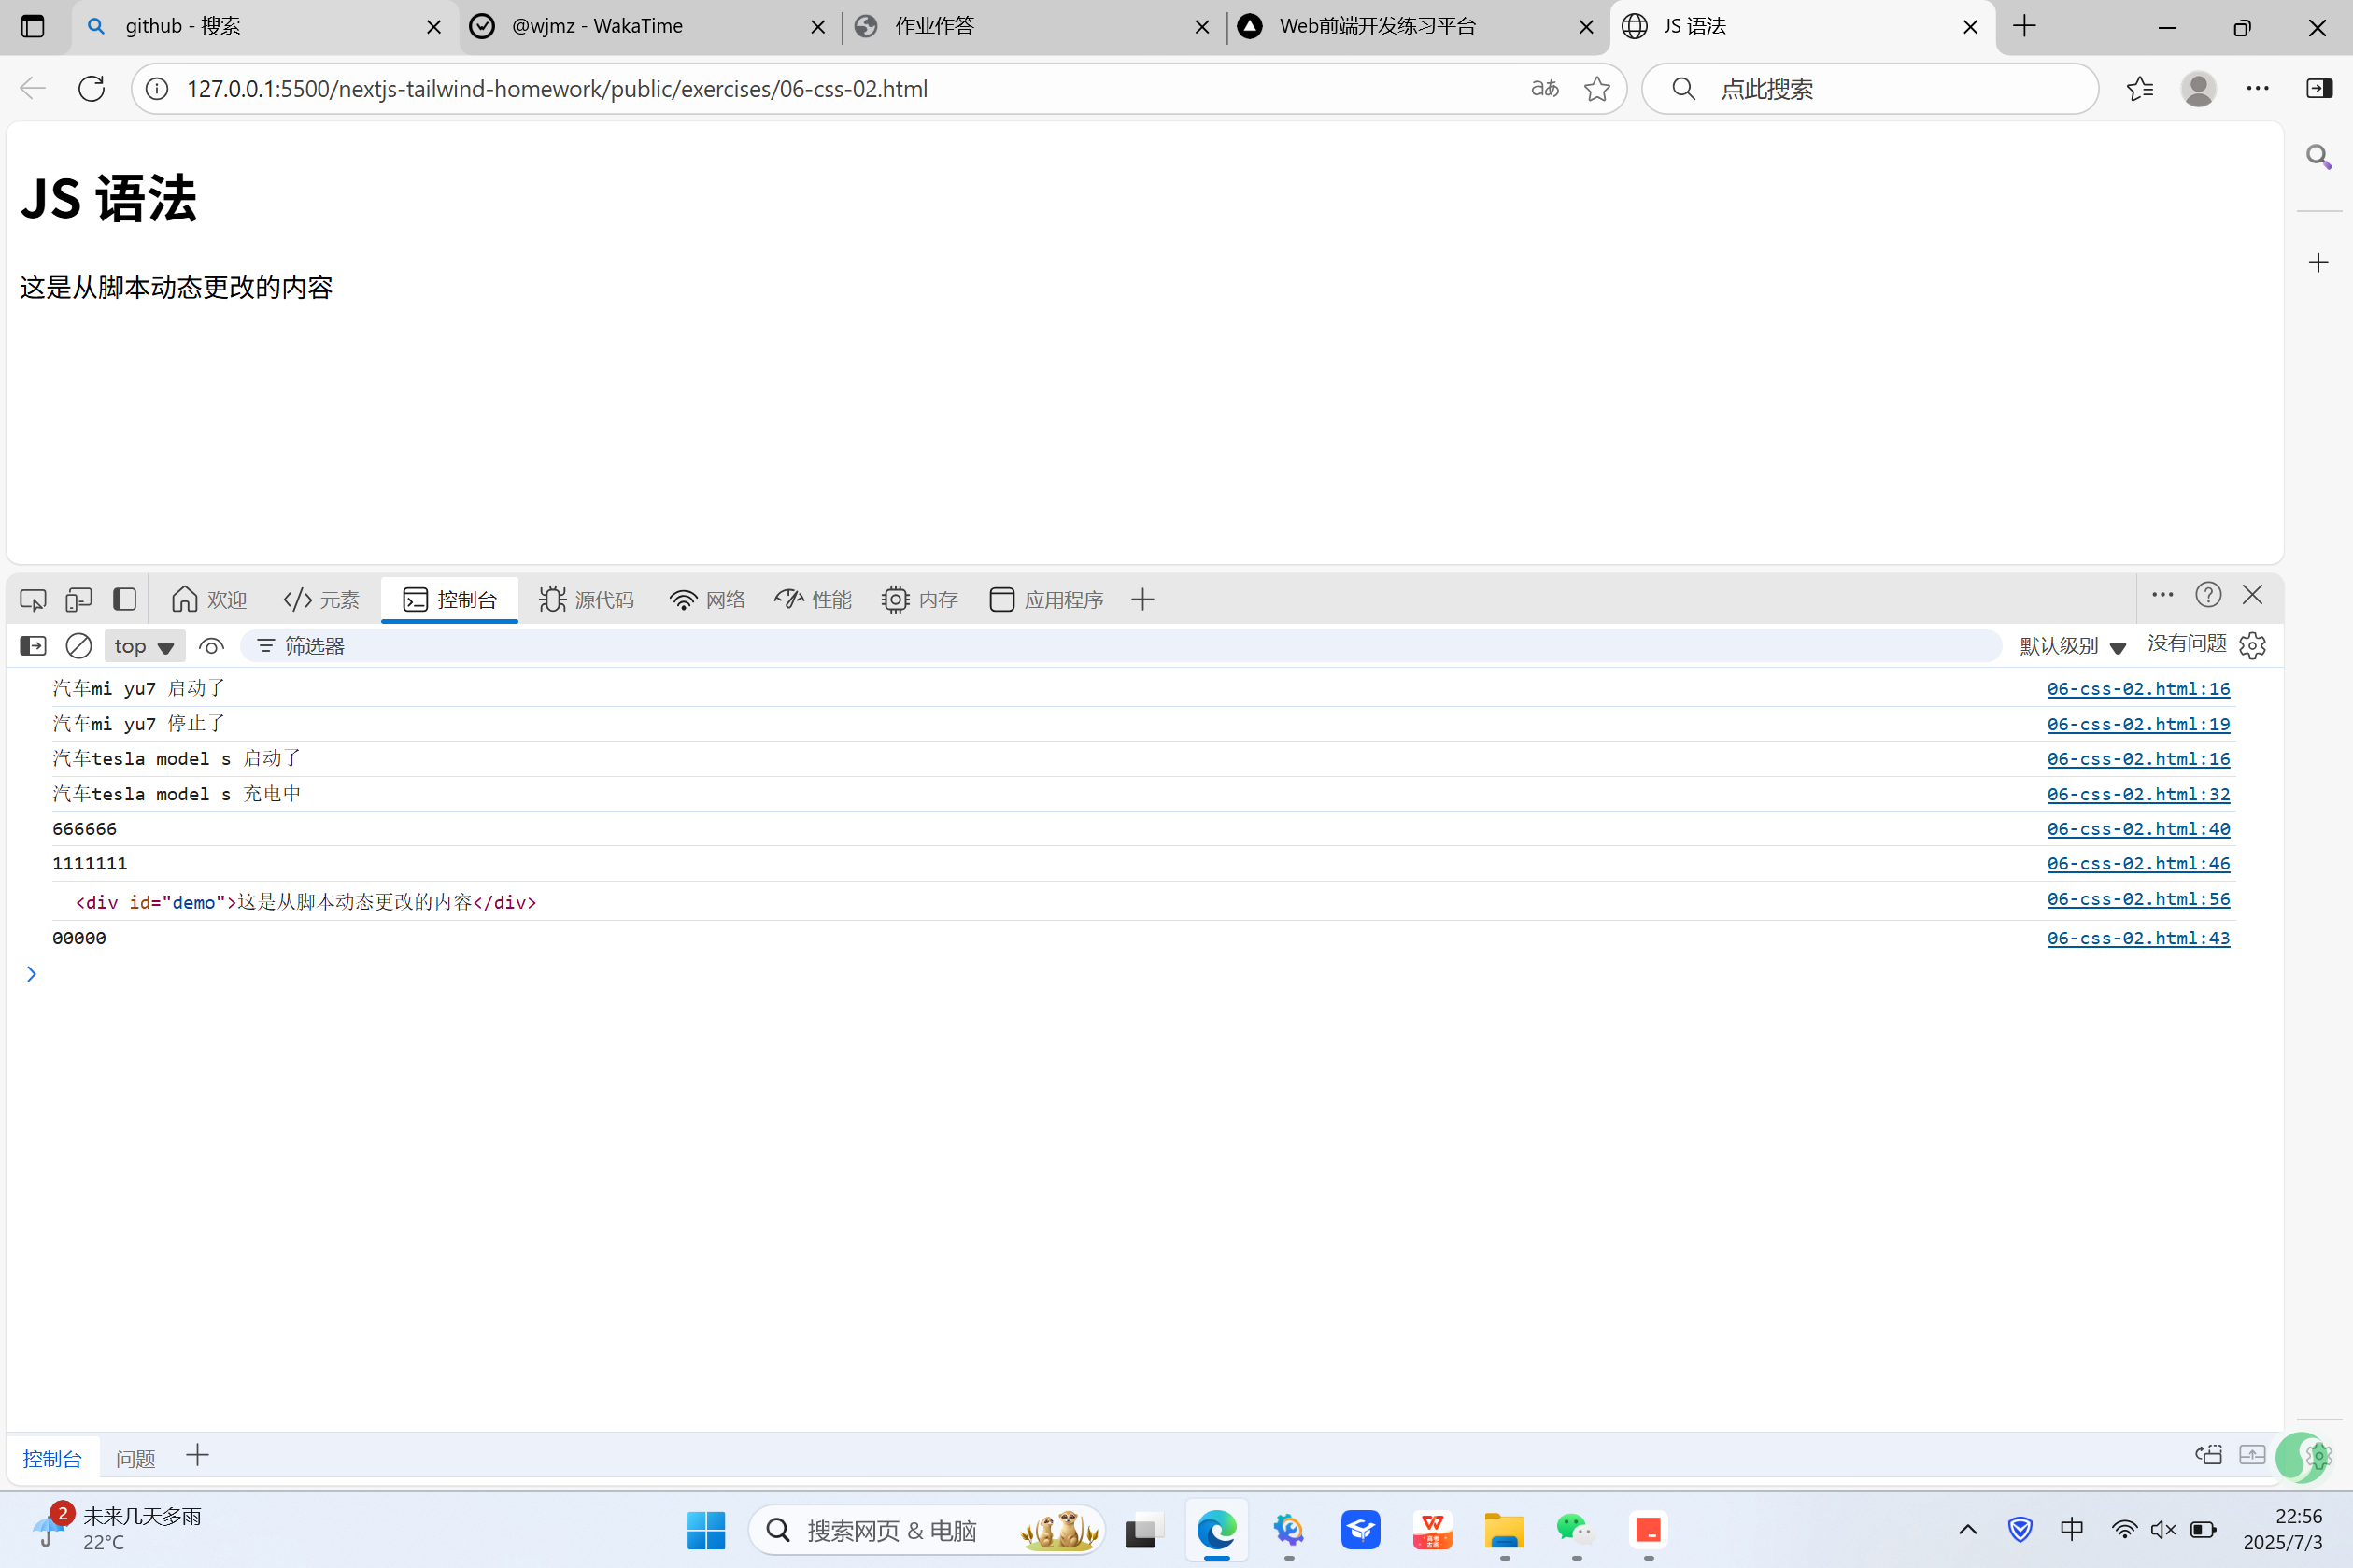 github - 搜索
@wjmz - WakaTime
作业作答
Web前端开发练习平台
JS 语法
127.0.0.1:5500/nextjs-tailwind-homework/public/exercises/06-css-02.html
aあ
点此搜索
JS 语法
这是从脚本动态更改的内容
欢迎
元素
控制台
源代码
网络
性能
内存
应用程序
top
筛选器
默认级别
没有问题
汽车mi yu7 启动了 06-css-02.html:16
汽车mi yu7 停止了 06-css-02.html:19
汽车tesla model s 启动了 06-css-02.html:16
汽车tesla model s 充电中 06-css-02.html:32
666666 06-css-02.html:40
1111111 06-css-02.html:46
<div id="demo">这是从脚本动态更改的内容</div> 06-css-02.html:56
00000 06-css-02.html:43
控制台
问题
2
未来几天多雨
22°C
搜索网页 & 电脑
中
22:56
2025/7/3